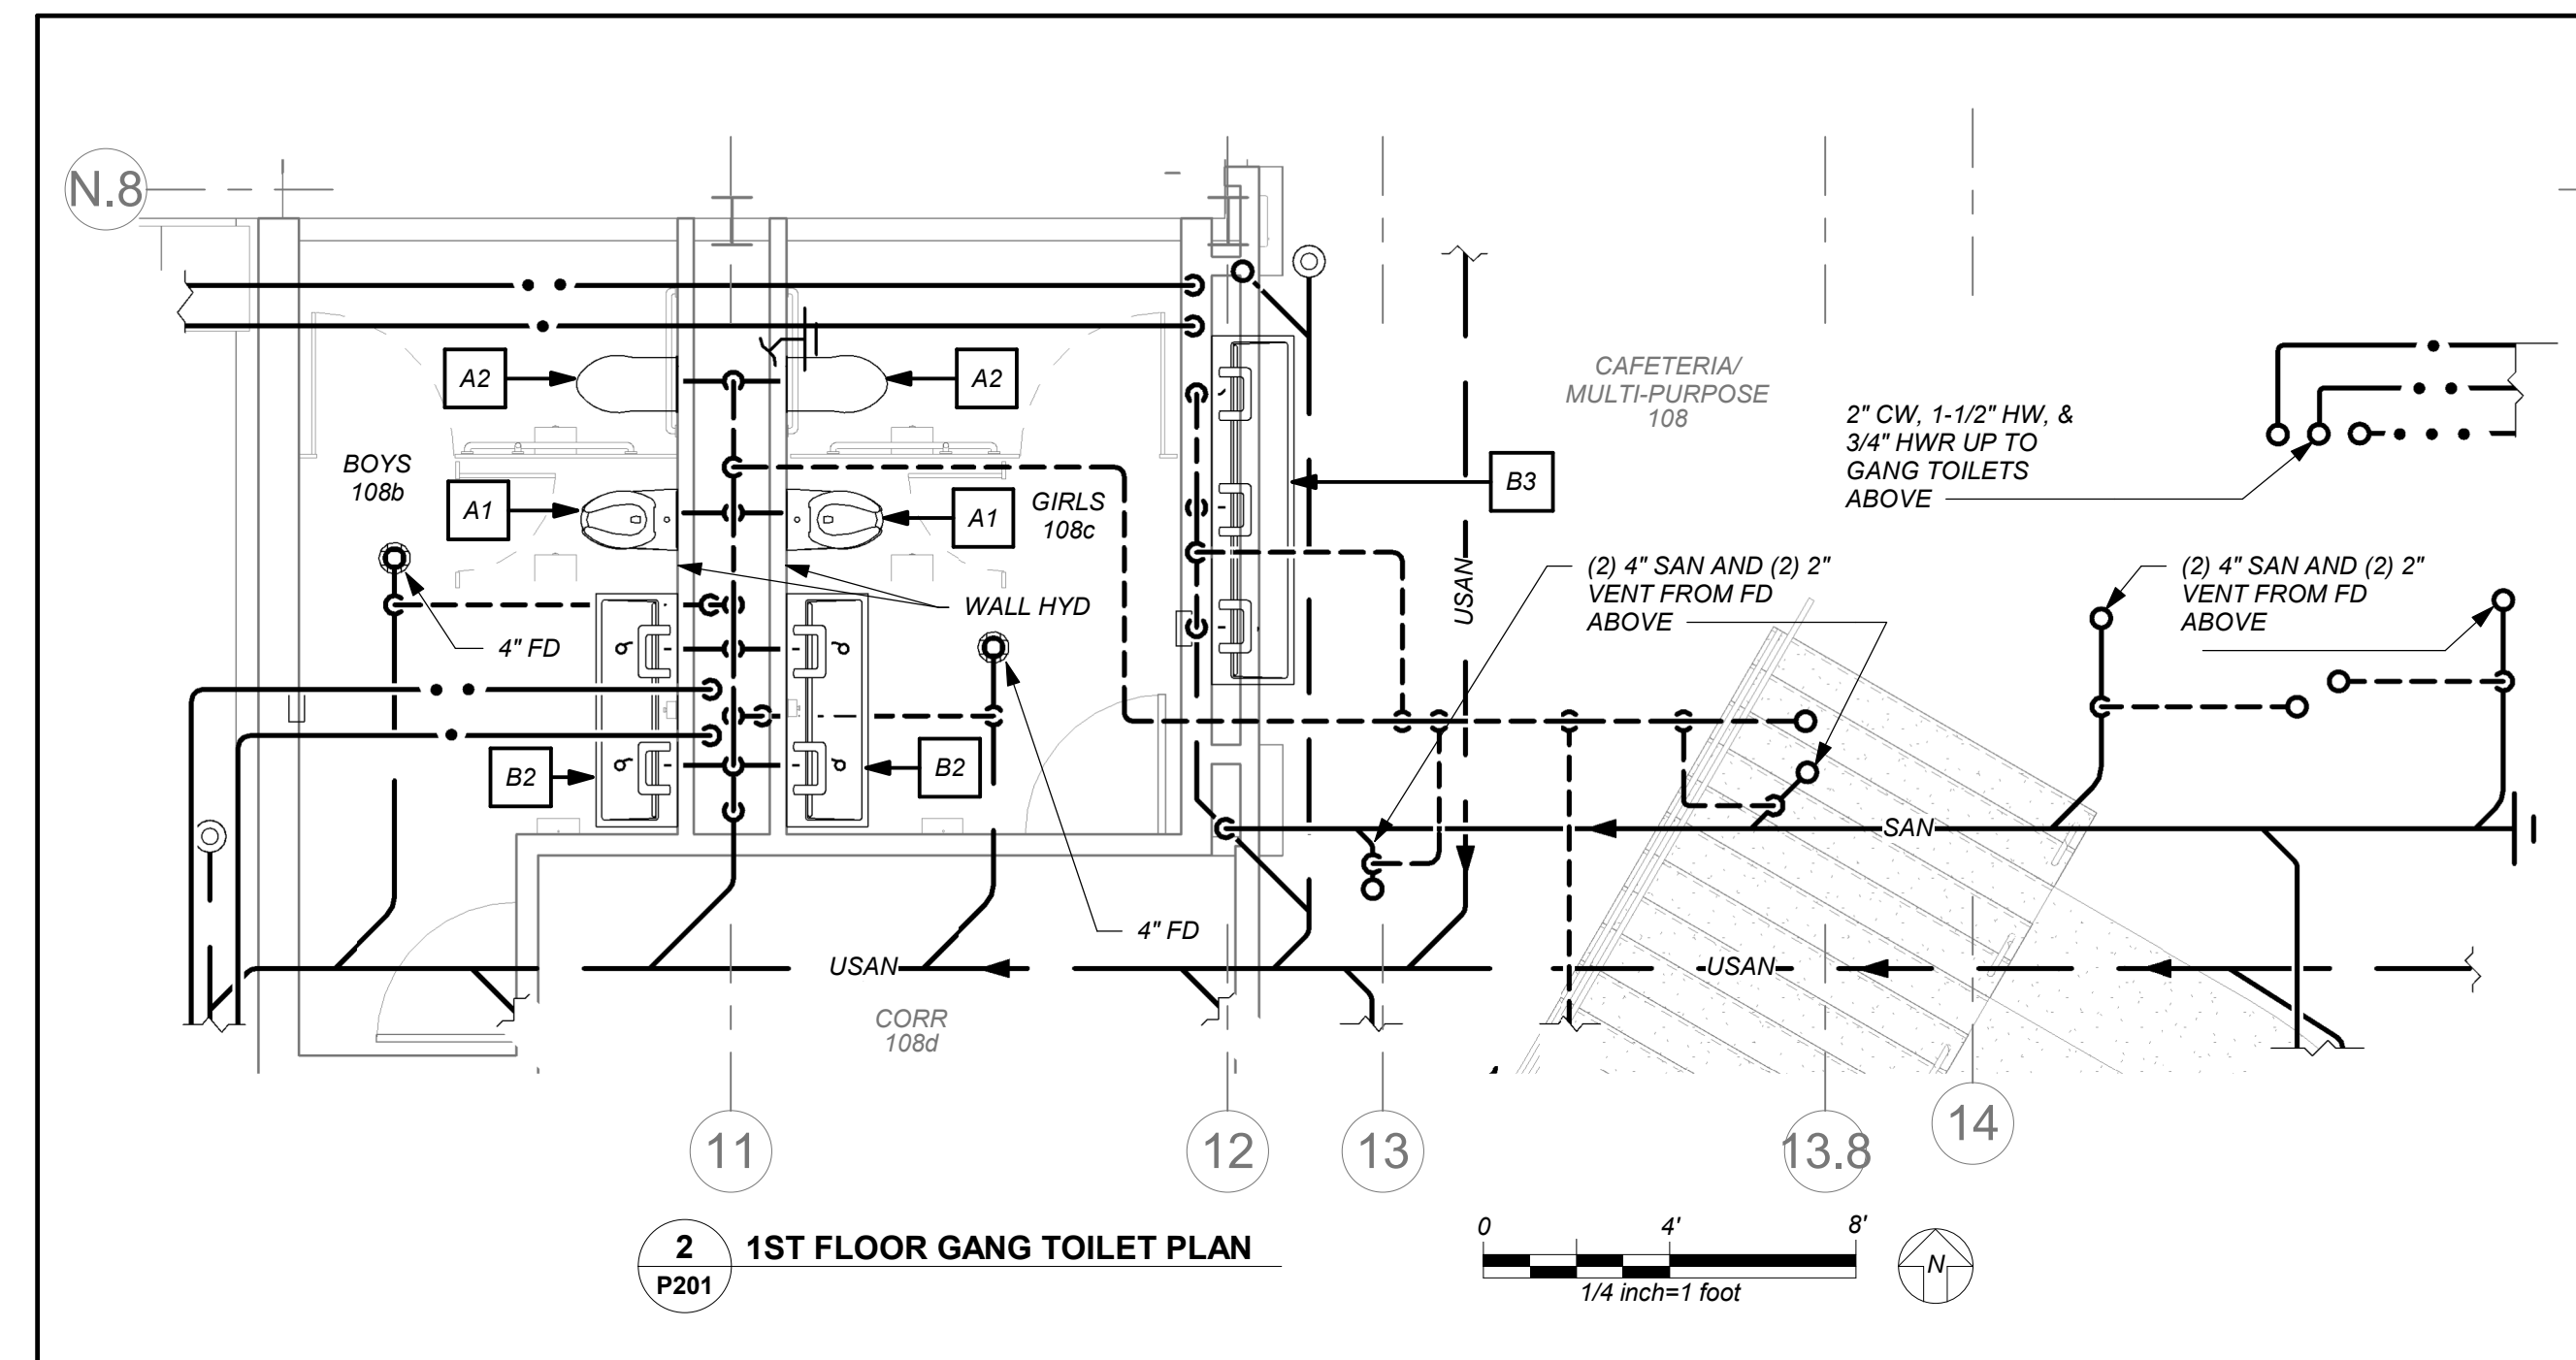 N.8
A2
A2
CAFETERIA/
MULTI-PURPOSE
108
2" CW, 1-1/2" HW, &
3/4" HWR UP TO
GANG TOILETS
ABOVE
BOYS
108b
A1
A1
GIRLS
108c
B3
USAN
(2) 4" SAN AND (2) 2"
VENT FROM FD
ABOVE
(2) 4" SAN AND (2) 2"
VENT FROM FD
ABOVE
WALL HYD
4" FD
B2
B2
SAN
4" FD
USAN
USAN
CORR
108d
11
12
13
13.8
14
2
P201
1ST FLOOR GANG TOILET PLAN
0 4' 8'
1/4 inch=1 foot
N